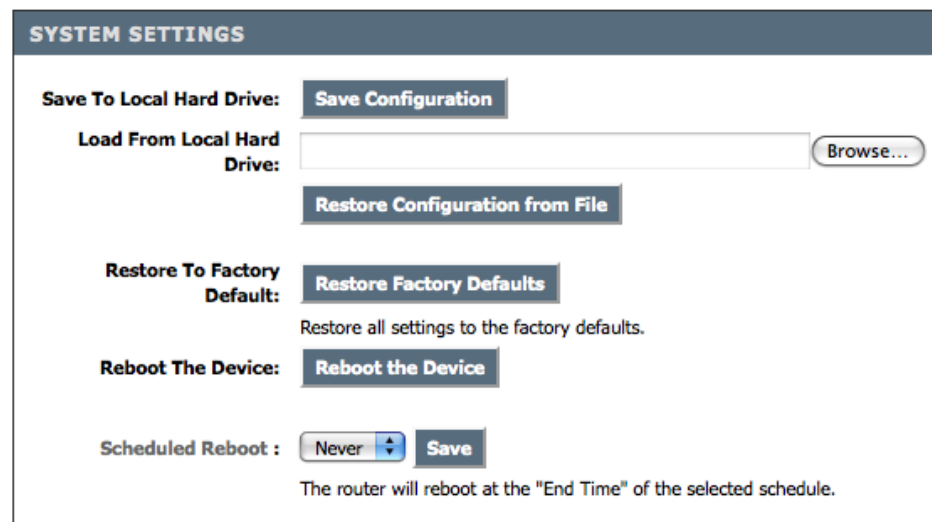 SYSTEM SETTINGS
Save To Local Hard Drive: Save Configuration
Load From Local Hard
Drive: Browse...
Restore Configuration from File
Restore To Factory
Default: Restore Factory Defaults
Restore all settings to the factory defaults.
Reboot The Device: Reboot the Device
Scheduled Reboot : Never Save
The router will reboot at the "End Time" of the selected schedule.